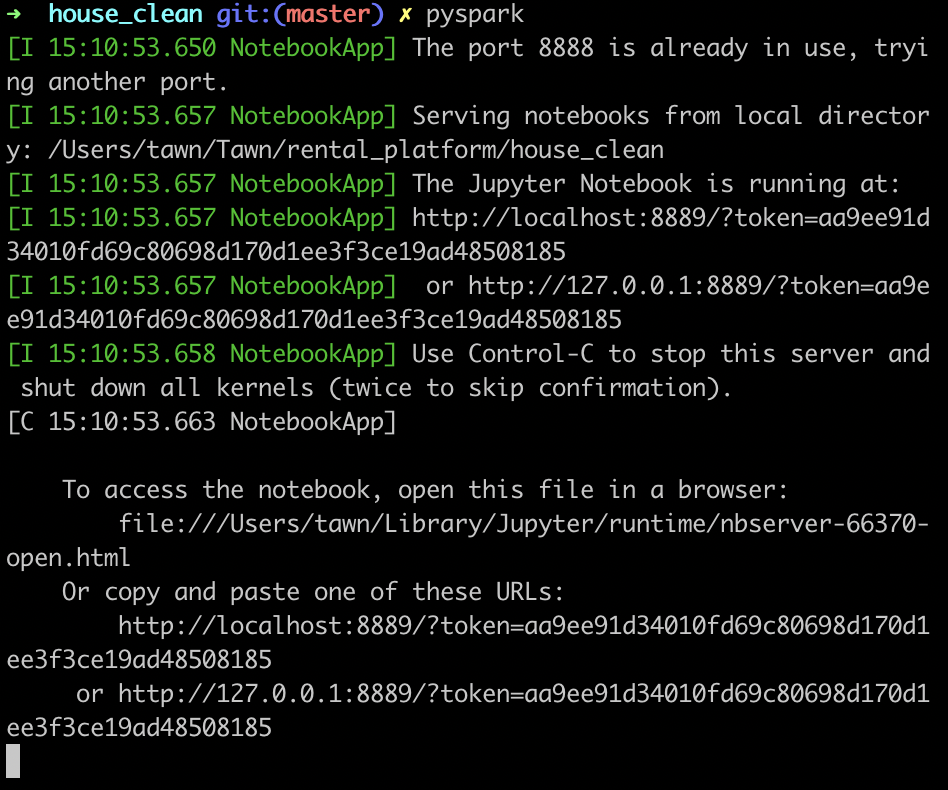 ➜  house_clean git:(master) ✗ pyspark
[I 15:10:53.650 NotebookApp] The port 8888 is already in use, tryi
ng another port.
[I 15:10:53.657 NotebookApp] Serving notebooks from local director
y: /Users/tawn/Tawn/rental_platform/house_clean
[I 15:10:53.657 NotebookApp] The Jupyter Notebook is running at:
[I 15:10:53.657 NotebookApp] http://localhost:8889/?token=aa9ee91d
34010fd69c80698d170d1ee3f3ce19ad48508185
[I 15:10:53.657 NotebookApp]  or http://127.0.0.1:8889/?token=aa9e
e91d34010fd69c80698d170d1ee3f3ce19ad48508185
[I 15:10:53.658 NotebookApp] Use Control-C to stop this server and
 shut down all kernels (twice to skip confirmation).
[C 15:10:53.663 NotebookApp]
    To access the notebook, open this file in a browser:
        file:///Users/tawn/Library/Jupyter/runtime/nbserver-66370-
open.html
    Or copy and paste one of these URLs:
        http://localhost:8889/?token=aa9ee91d34010fd69c80698d170d1
ee3f3ce19ad48508185
     or http://127.0.0.1:8889/?token=aa9ee91d34010fd69c80698d170d1
ee3f3ce19ad48508185